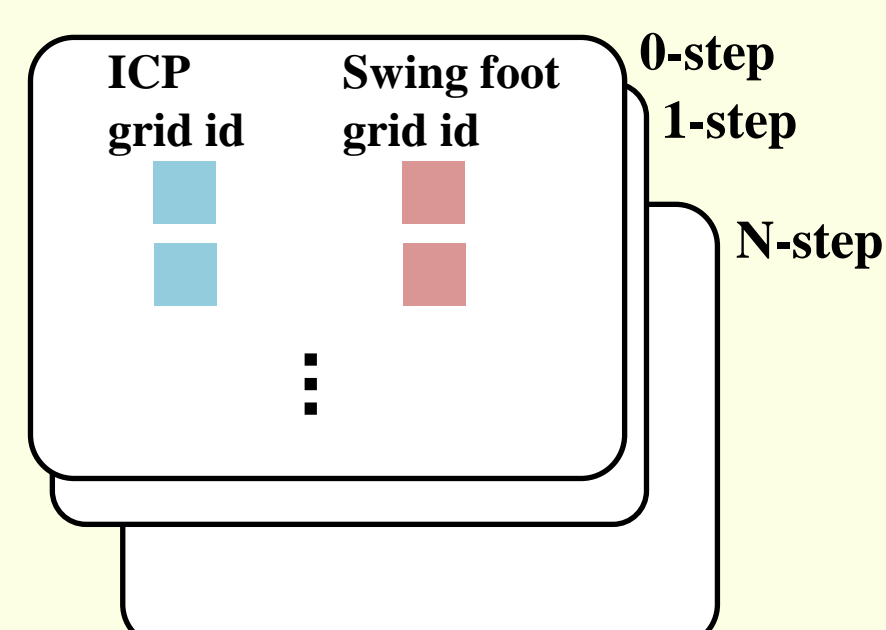 ICP
grid id
Swing foot
grid id
0-step
1-step
N-step